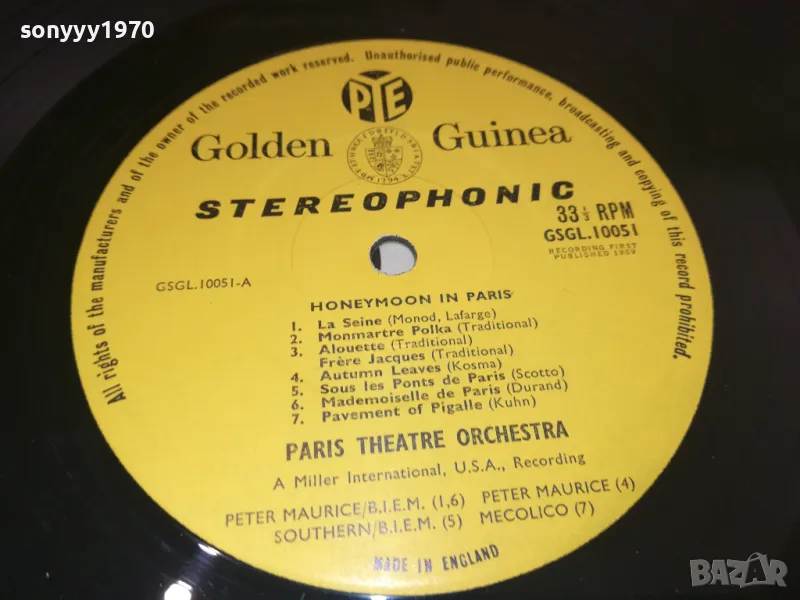 sonyyy1970
All rights of the manufacturers and of the owner of the recorded work reserved. Unauthorised public performance, broadcasting and copying of this record prohibited.
PYE
Golden Guinea
STEREOPHONIC
33⅓ RPM
GSGL.10051
RECORDING FIRST
PUBLISHED 1959
GSGL.10051-A
HONEYMOON IN PARIS
1. La Seine (Monod, Lafarge)
2. Monmartre Polka (Traditional)
3. Alouette (Traditional)
Frère Jacques (Traditional)
4. Autumn Leaves (Kosma)
5. Sous les Ponts de Paris (Scotto)
6. Mademoiselle de Paris (Durand)
7. Pavement of Pigalle (Kuhn)
PARIS THEATRE ORCHESTRA
A Miller International, U.S.A., Recording
PETER MAURICE/B.I.E.M. (1,6) PETER MAURICE (4)
SOUTHERN/B.I.E.M. (5) MECOLICO (7)
MADE IN ENGLAND
BAZAR